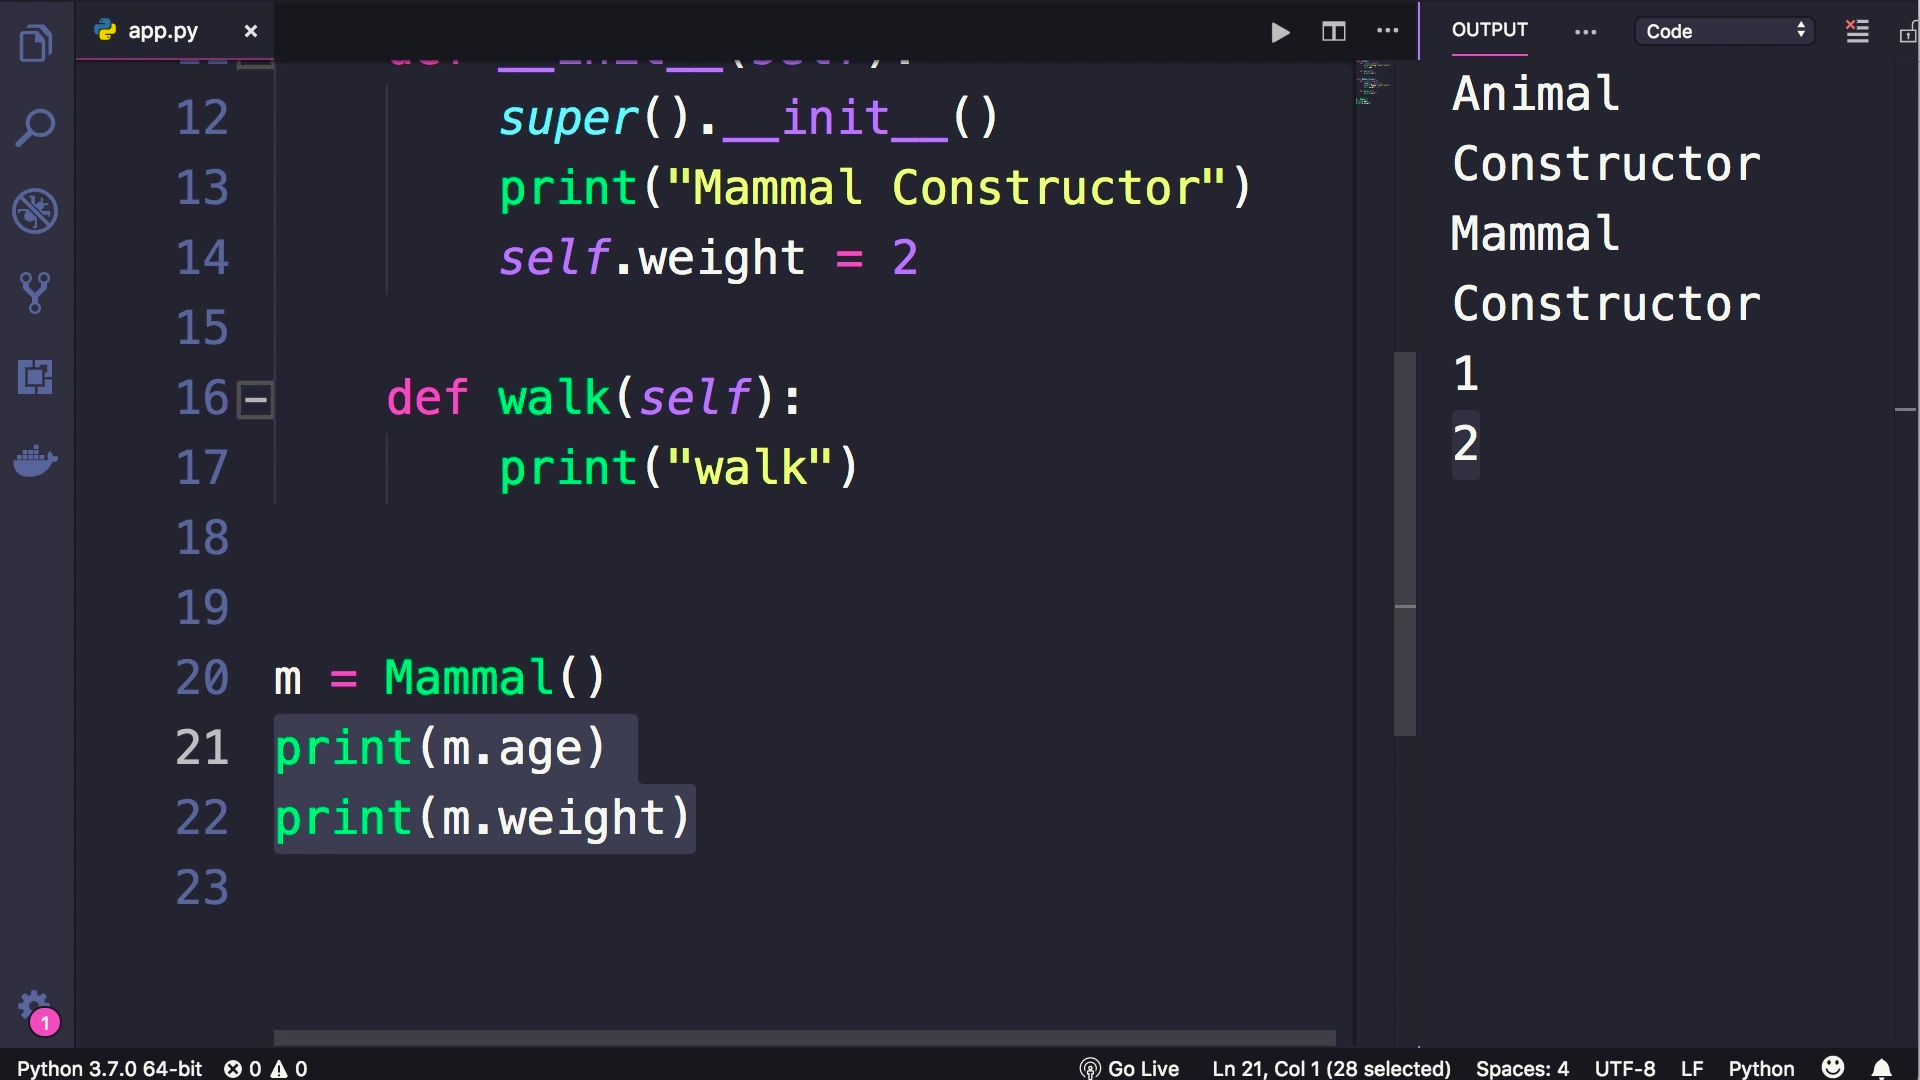 app.py
OUTPUT
Code
def __init__(self):
12 super().__init__()
13 print("Mammal Constructor")
14 self.weight = 2
15
16 def walk(self):
17 print("walk")
18
19
20 m = Mammal()
21 print(m.age)
22 print(m.weight)
23
Animal
Constructor
Mammal
Constructor
1
2
1
Python 3.7.0 64-bit 0 0 Go Live Ln 21, Col 1 (28 selected) Spaces: 4 UTF-8 LF Python